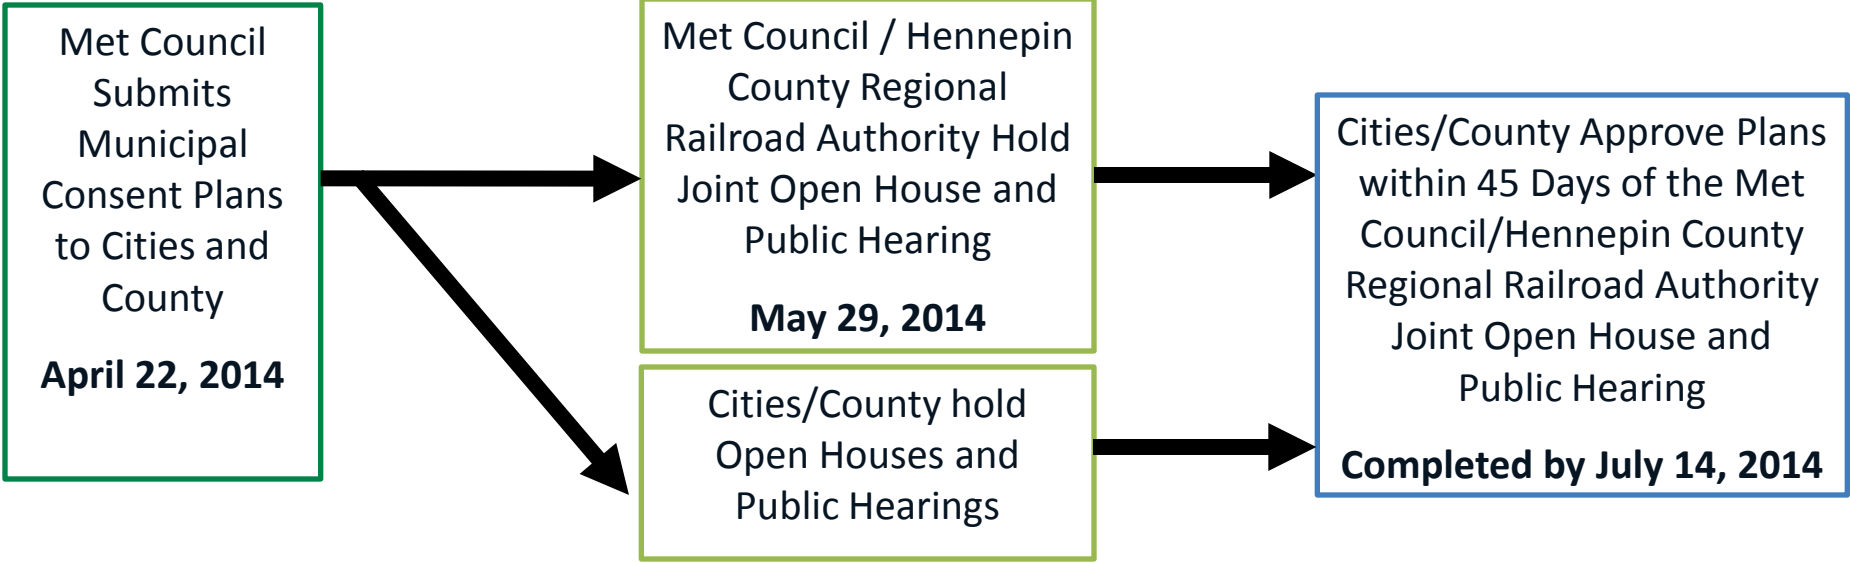 Met Council
Submits
Municipal
Consent Plans
to Cities and
County
April 22, 2014
Met Council / Hennepin
County Regional
Railroad Authority Hold
Joint Open House and
Public Hearing
May 29, 2014
Cities/County hold
Open Houses and
Public Hearings
Cities/County Approve Plans
within 45 Days of the Met
Council/Hennepin County
Regional Railroad Authority
Joint Open House and
Public Hearing
Completed by July 14, 2014